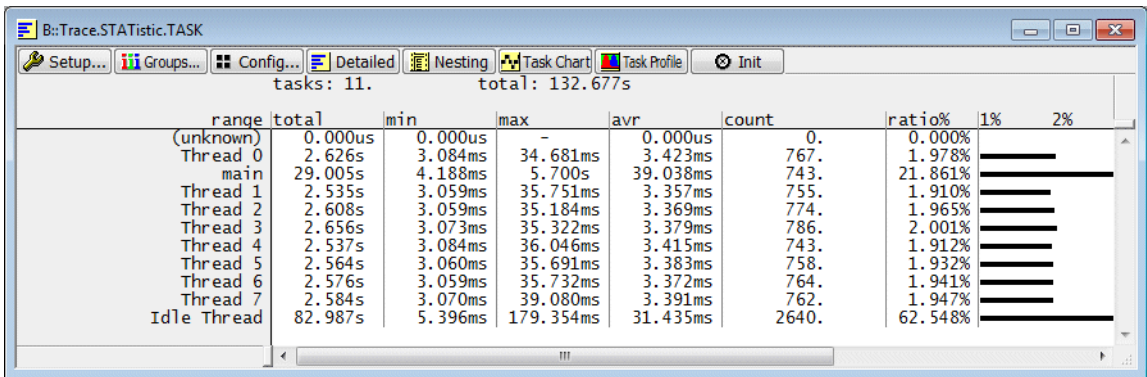 B::Trace.STATistic.TASK
Setup... Groups... Config... Detailed Nesting Task Chart Task Profile Init
tasks: 11. total: 132.677s
range total min max avr count ratio% 1% 2%
(unknown) 0.000us 0.000us - 0.000us 0. 0.000%
Thread 0 2.626s 3.084ms 34.681ms 3.423ms 767. 1.978%
main 29.005s 4.188ms 5.700s 39.038ms 743. 21.861%
Thread 1 2.535s 3.059ms 35.751ms 3.357ms 755. 1.910%
Thread 2 2.608s 3.059ms 35.184ms 3.369ms 774. 1.965%
Thread 3 2.656s 3.073ms 35.322ms 3.379ms 786. 2.001%
Thread 4 2.537s 3.084ms 36.046ms 3.415ms 743. 1.912%
Thread 5 2.564s 3.060ms 35.691ms 3.383ms 758. 1.932%
Thread 6 2.576s 3.059ms 35.732ms 3.372ms 764. 1.941%
Thread 7 2.584s 3.070ms 39.080ms 3.391ms 762. 1.947%
Idle Thread 82.987s 5.396ms 179.354ms 31.435ms 2640. 62.548%